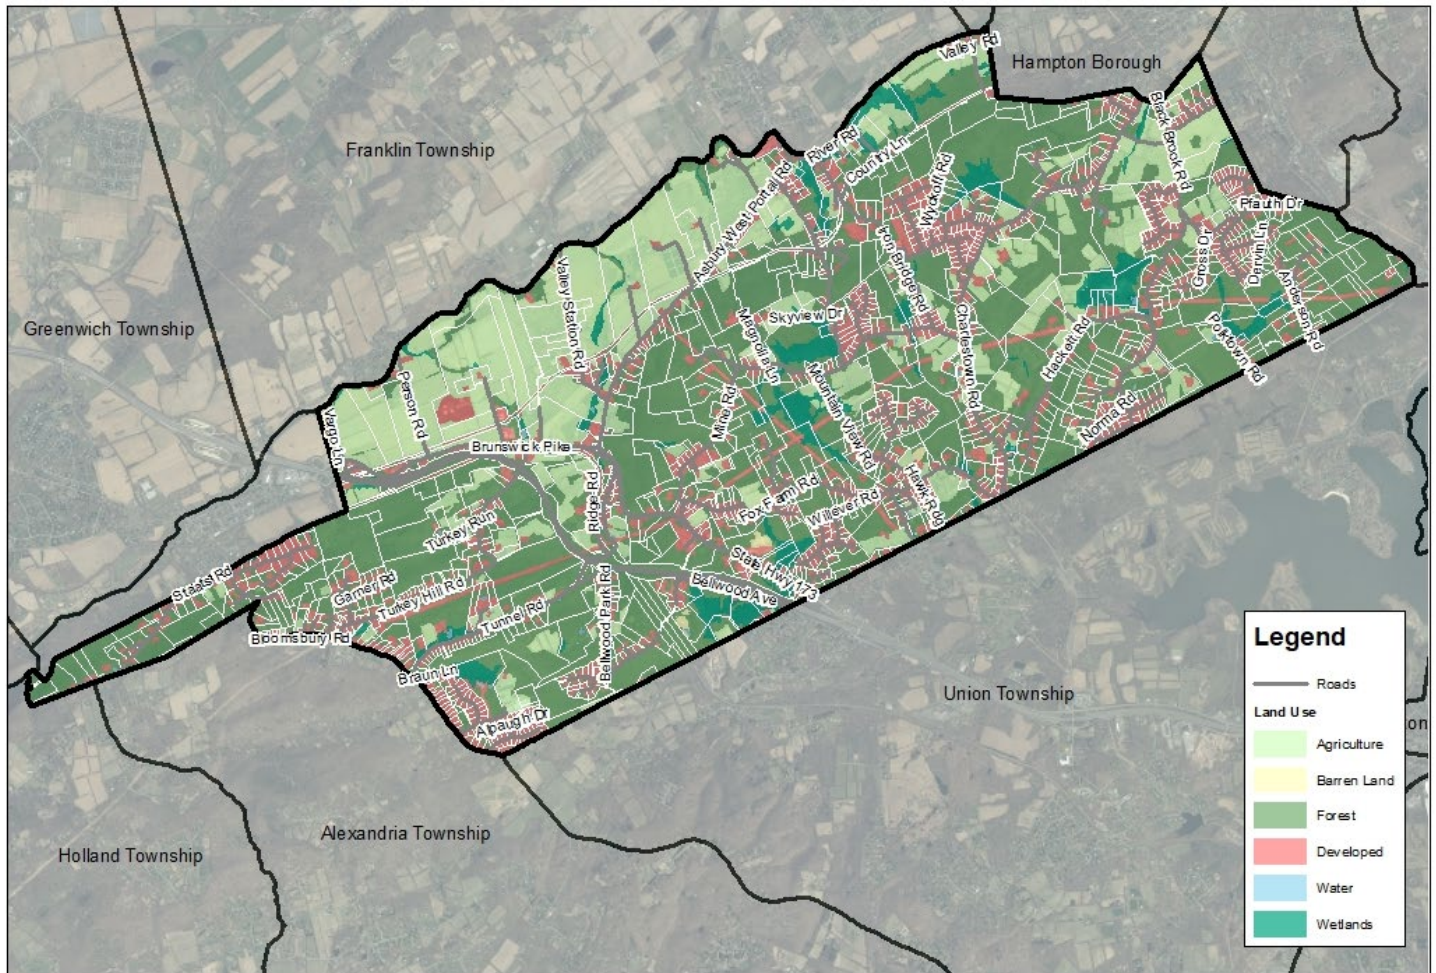 Valley Rd
Hampton Borough
Black Brook Rd
Franklin Township
River Rd
Country Ln
Wyckoff Rd
Asbury West Portal Rd
Pfauth Dr
Iron Bridge Rd
Gross Dr
Dervin Ln
Anderson Rd
Valley Station Rd
Greenwich Township
Skyview Dr
Magnolia Ln
Charlestown Rd
Hackett Rd
Polktown Rd
Person Rd
Mine Rd
Mountain View Rd
Norma Rd
Vargo Ln
Brunswick Pike
Ridge Rd
Fox Farm Rd
Willever Rd
Hawk Rdg
Turkey Run
State Hwy 173
Staats Rd
Garner Rd
Turkey Hill Rd
Bellwood Ave
Tunnel Rd
Bellwood Park Rd
Bloomsbury Rd
Braun Ln
Alpaugh Dr
Union Township
Alexandria Township
Holland Township
on
Legend
Roads
Land Use
Agriculture
Barren Land
Forest
Developed
Water
Wetlands